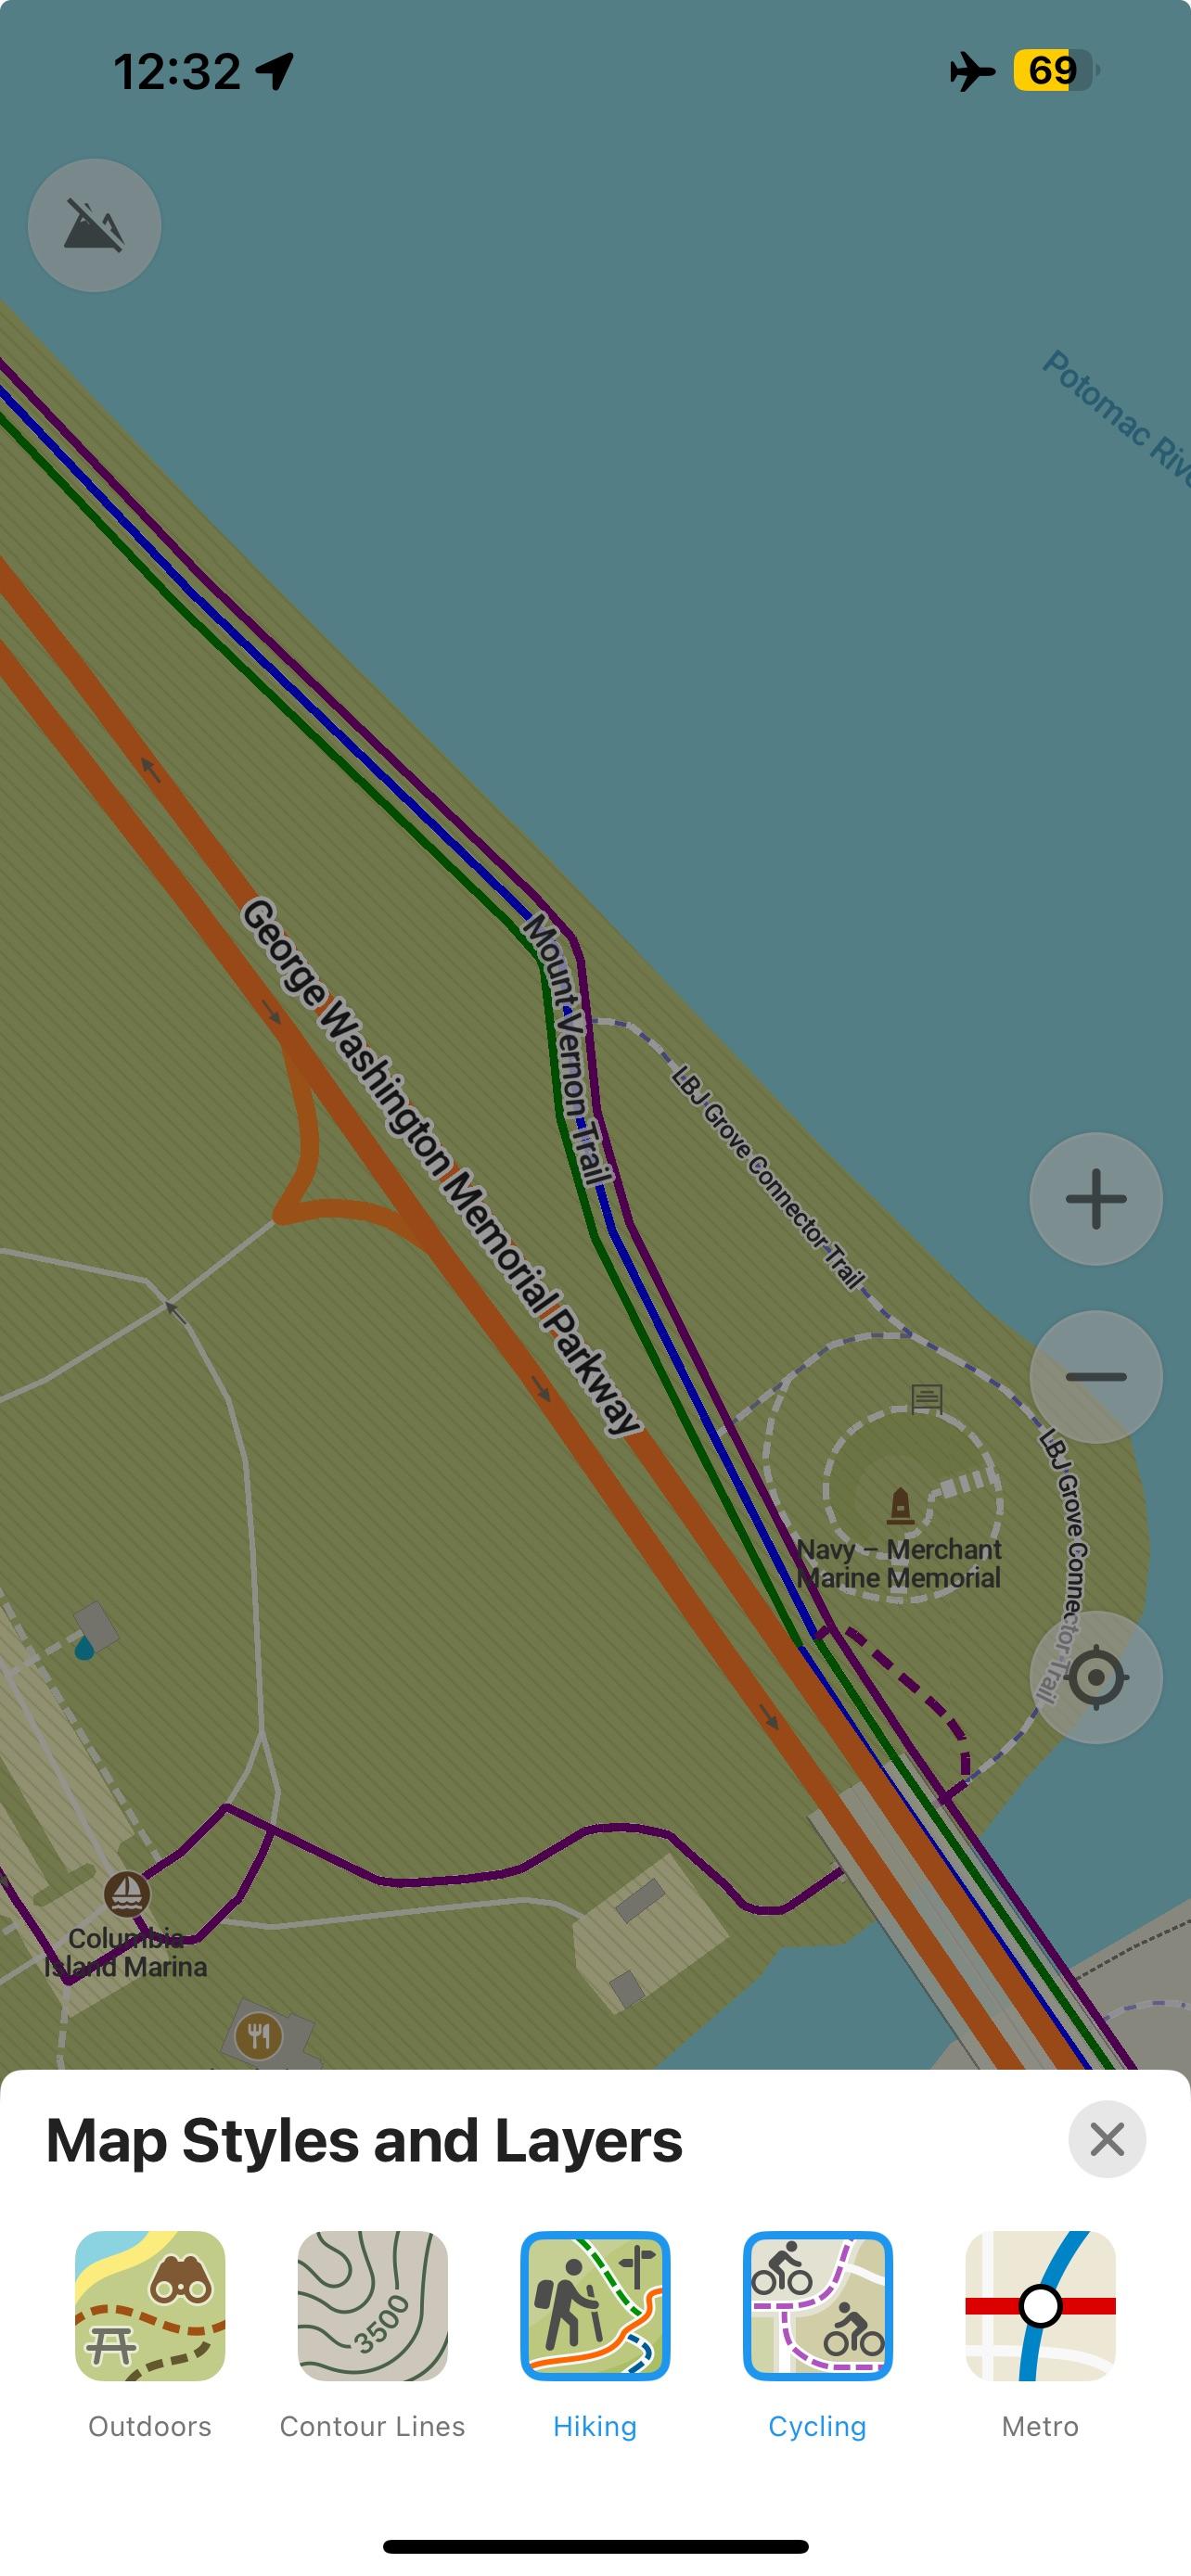 12:32
69
Potomac Rive
George Washington Memorial Parkway
Mount Vernon Trail
LBJ Grove Connector Trail
LBJ Grove Connector Trail
Navy – Merchant
Marine Memorial
Columbia
Island Marina
Map Styles and Layers
3500
Outdoors
Contour Lines
Hiking
Cycling
Metro